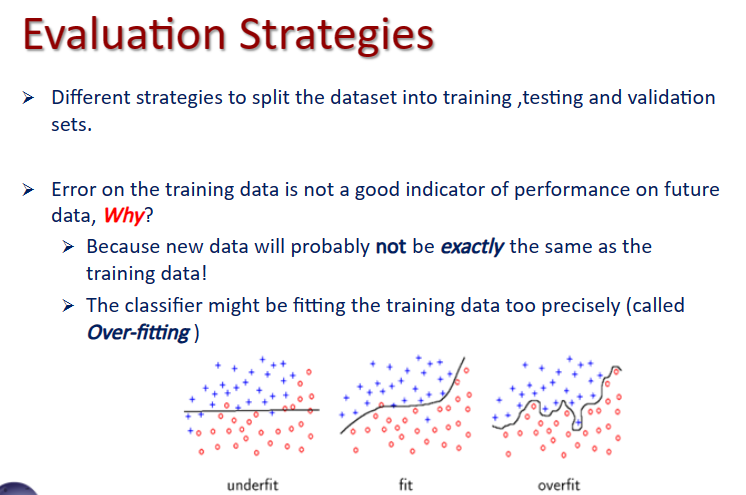 Evaluation Strategies
➢ Different strategies to split the dataset into training ,testing and validation
sets.
➢ Error on the training data is not a good indicator of performance on future
data, Why?
➢ Because new data will probably not be exactly the same as the
training data!
➢ The classifier might be fitting the training data too precisely (called
Over-fitting )
underfit fit overfit